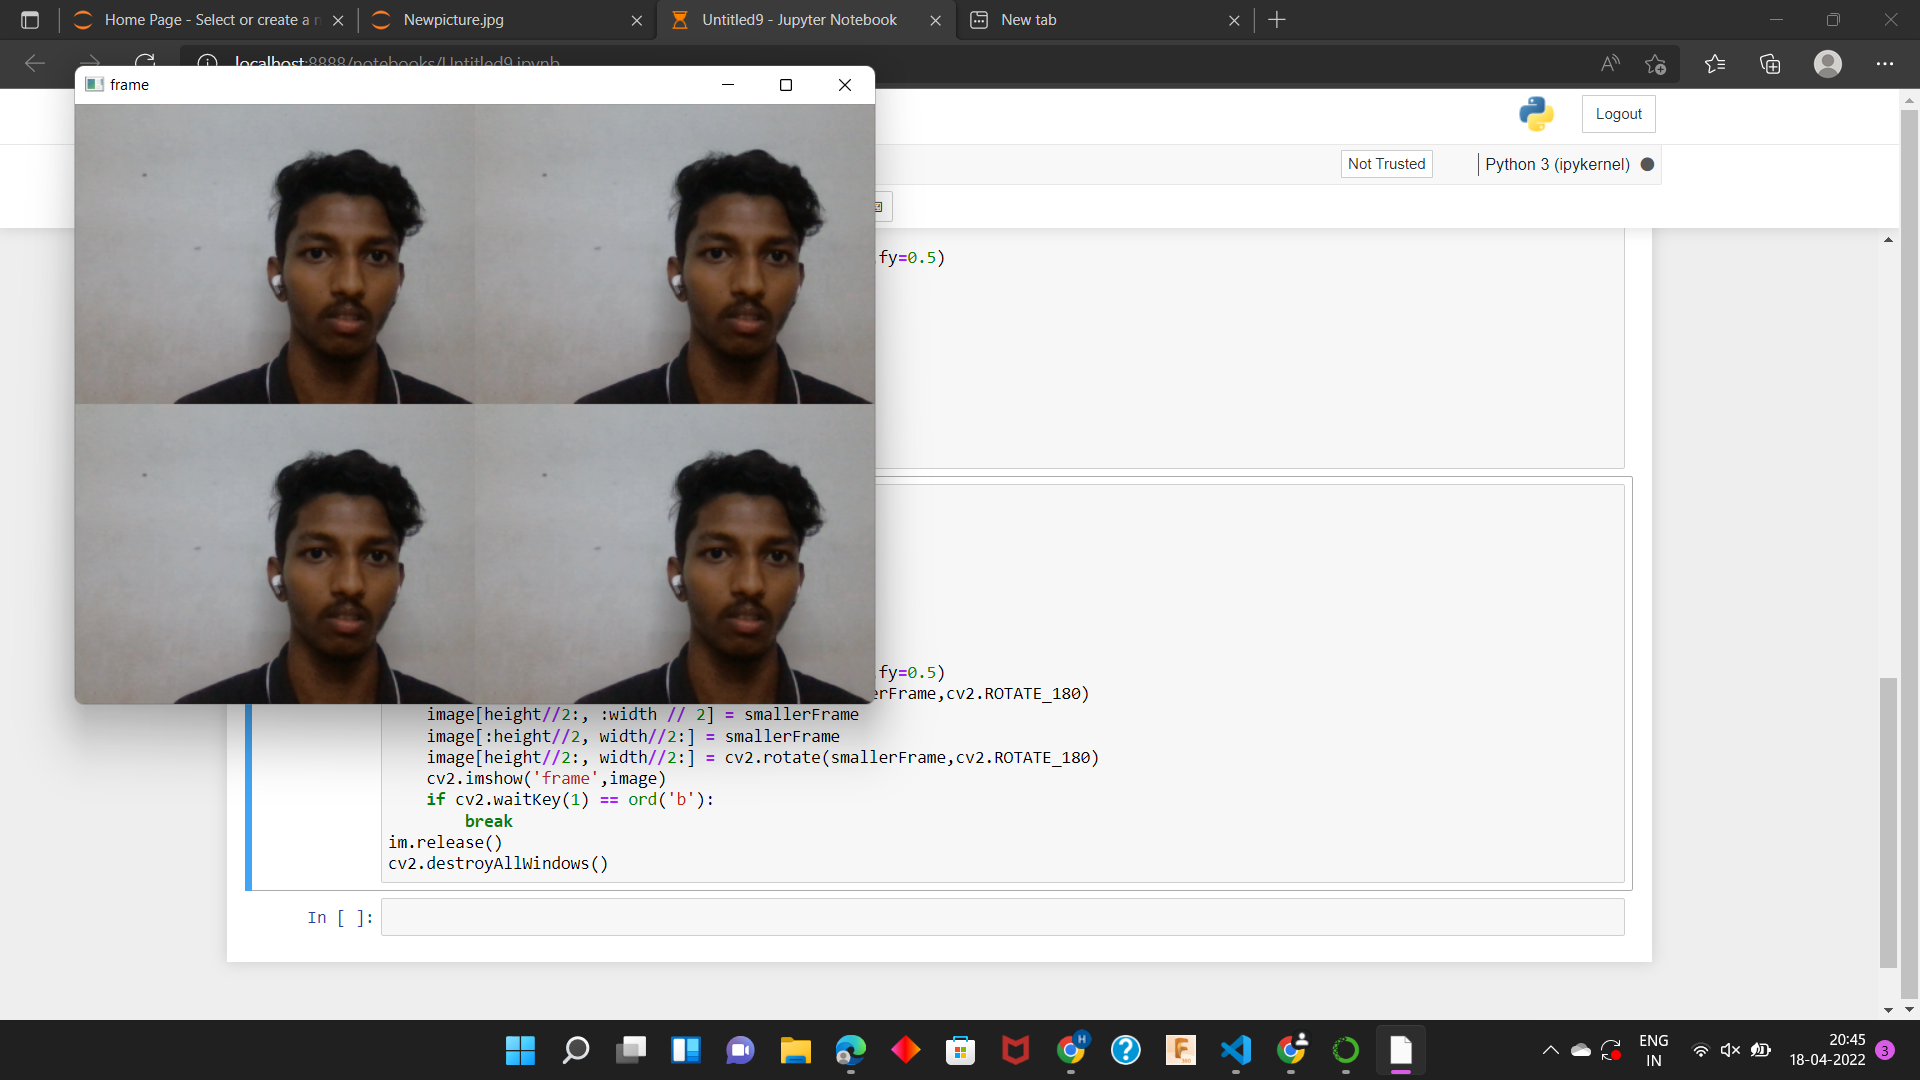 Home Page - Select or create a n
Newpicture.jpg
Untitled9 - Jupyter Notebook
New tab
localhost:8888/notebooks/Untitled9.ipynb
frame
Logout
Not Trusted
Python 3 (ipykernel)
fy=0.5)
fy=0.5)
erFrame,cv2.ROTATE_180)
image[height//2:, :width // 2] = smallerFrame
image[:height//2, width//2:] = smallerFrame
image[height//2:, width//2:] = cv2.rotate(smallerFrame,cv2.ROTATE_180)
cv2.imshow('frame',image)
if cv2.waitKey(1) == ord('b'):
break
im.release()
cv2.destroyAllWindows()
In [ ]:
H
F
ENG
IN
20:45
18-04-2022
3